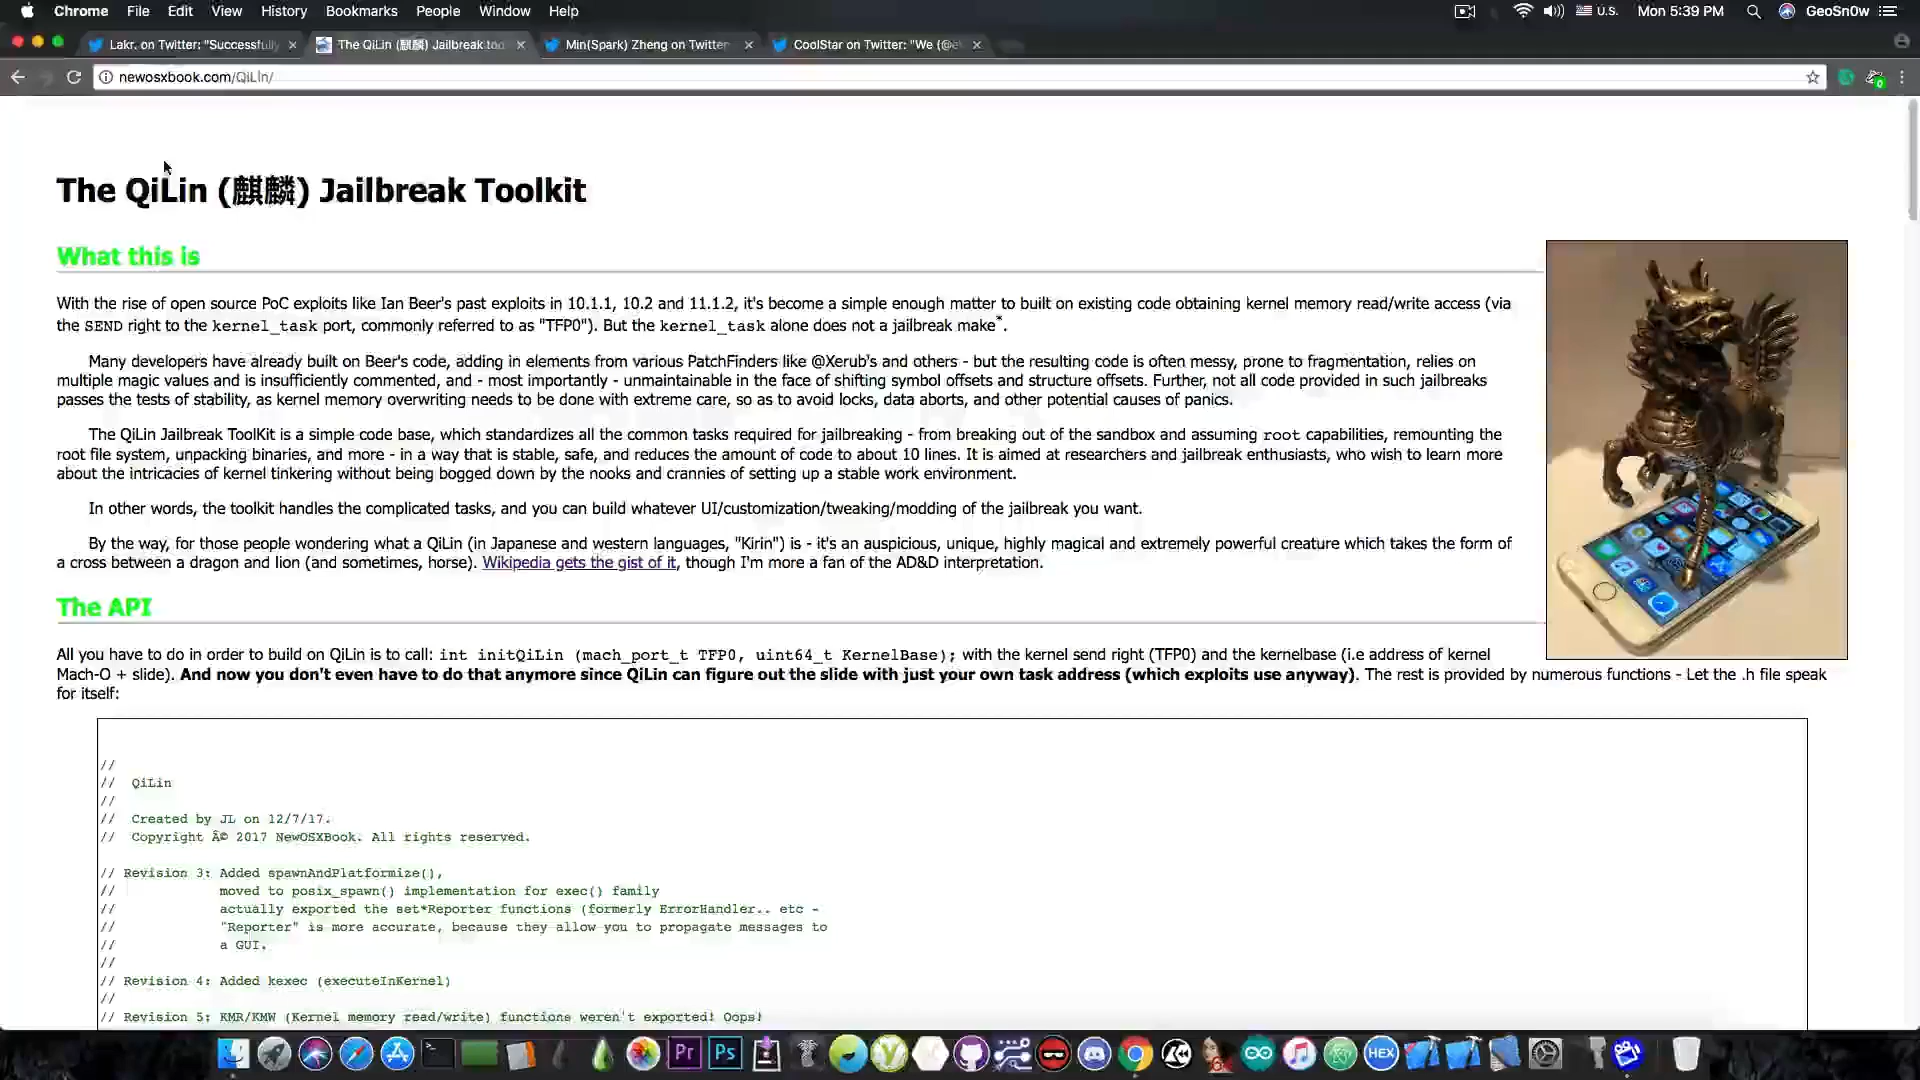 Chrome File Edit View History Bookmarks People Window Help U.S. Mon 5:39 PM GeoSn0w
Lakr. on Twitter: "Successfully The QiLin (麒麟) Jailbreak too Min(Spark) Zheng on Twitter CoolStar on Twitter: "We (@e
newosxbook.com/QiLin/
The QiLin (麒麟) Jailbreak Toolkit
What this is
With the rise of open source PoC exploits like Ian Beer's past exploits in 10.1.1, 10.2 and 11.1.2, it's become a simple enough matter to built on existing code obtaining kernel memory read/write access (via
the SEND right to the kernel_task port, commonly referred to as "TFP0"). But the kernel_task alone does not a jailbreak make*.
Many developers have already built on Beer's code, adding in elements from various PatchFinders like @Xerub's and others - but the resulting code is often messy, prone to fragmentation, relies on
multiple magic values and is insufficiently commented, and - most importantly - unmaintainable in the face of shifting symbol offsets and structure offsets. Further, not all code provided in such jailbreaks
passes the tests of stability, as kernel memory overwriting needs to be done with extreme care, so as to avoid locks, data aborts, and other potential causes of panics.
The QiLin Jailbreak ToolKit is a simple code base, which standardizes all the common tasks required for jailbreaking - from breaking out of the sandbox and assuming root capabilities, remounting the
root file system, unpacking binaries, and more - in a way that is stable, safe, and reduces the amount of code to about 10 lines. It is aimed at researchers and jailbreak enthusiasts, who wish to learn more
about the intricacies of kernel tinkering without being bogged down by the nooks and crannies of setting up a stable work environment.
In other words, the toolkit handles the complicated tasks, and you can build whatever UI/customization/tweaking/modding of the jailbreak you want.
By the way, for those people wondering what a QiLin (in Japanese and western languages, "Kirin") is - it's an auspicious, unique, highly magical and extremely powerful creature which takes the form of
a cross between a dragon and lion (and sometimes, horse). Wikipedia gets the gist of it, though I'm more a fan of the AD&D interpretation.
The API
All you have to do in order to build on QiLin is to call: int initQiLin (mach_port_t TFP0, uint64_t KernelBase); with the kernel send right (TFP0) and the kernelbase (i.e address of kernel
Mach-O + slide). And now you don't even have to do that anymore since QiLin can figure out the slide with just your own task address (which exploits use anyway). The rest is provided by numerous functions - Let the .h file speak
for itself:
//
// QiLin
//
// Created by JL on 12/7/17.
// Copyright Â© 2017 NewOSXBook. All rights reserved.
// Revision 3: Added spawnAndPlatformize(),
// moved to posix_spawn() implementation for exec() family
// actually exported the set*Reporter functions (formerly ErrorHandler.. etc -
// "Reporter" is more accurate, because they allow you to propagate messages to
// a GUI.
//
// Revision 4: Added kexec (executeInKernel)
//
// Revision 5: KMR/KMW (Kernel memory read/write) functions weren't exported! Oops!
Pr Ps HEX